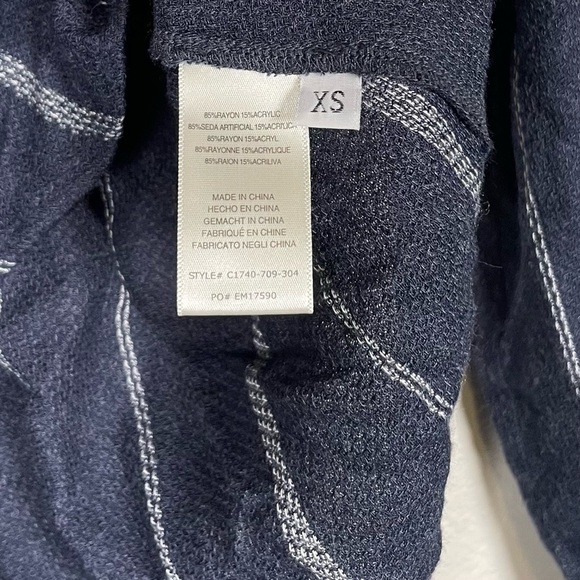 XS
85%RAYON 15%ACRYLIC
85%SEDA ARTIFICIAL 15%ACRILICA
85%RAYON 15%ACRYL
85%RAYONNE 15%ACRYLIQUE
85%RAION 15%ACRILIVA
MADE IN CHINA
HECHO EN CHINA
GEMACHT IN CHINA
FABRIQUÉ EN CHINE
FABRICATO NEGLI CHINA
STYLE# C1740-709-304
PO# EM17590